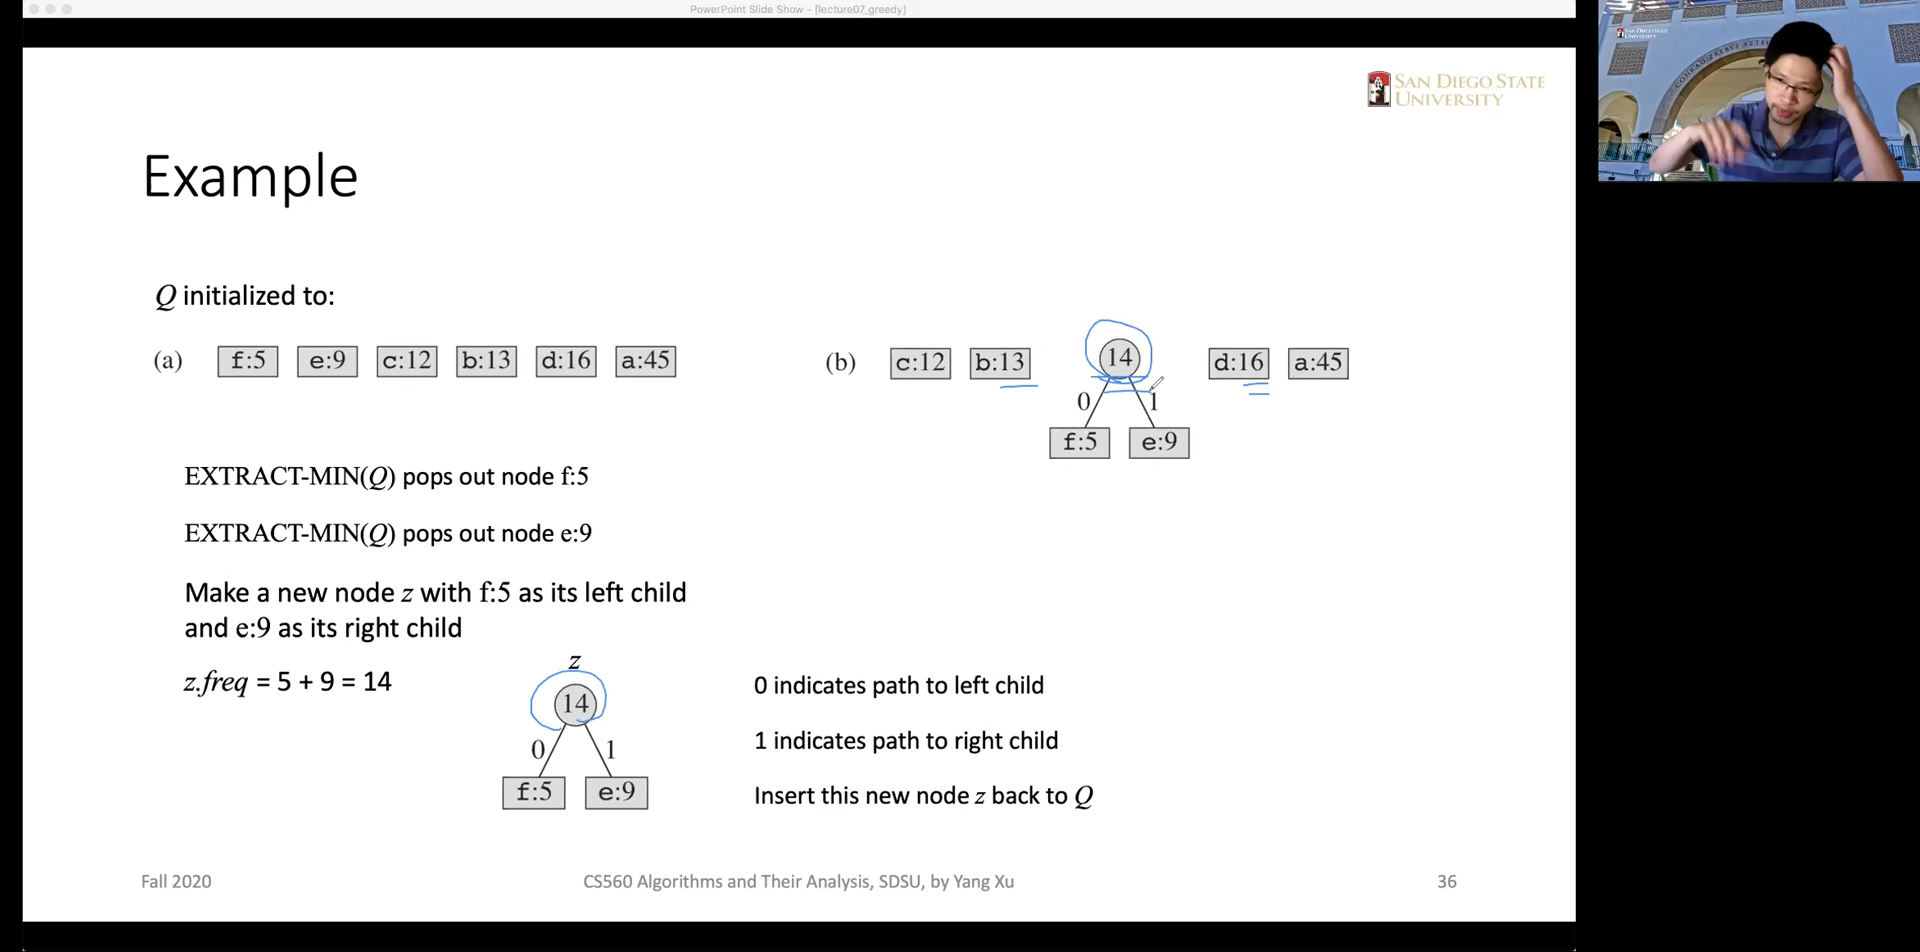 PowerPoint Slide Show - [lecture07_greedy]
SAN DIEGO STATE
UNIVERSITY
SAN DIEGO STATE
UNIVERSITY
Example
Q initialized to:
(a) f:5 e:9 c:12 b:13 d:16 a:45
(b) c:12 b:13 14 d:16 a:45
0 1
f:5 e:9
EXTRACT-MIN(Q) pops out node f:5
EXTRACT-MIN(Q) pops out node e:9
Make a new node z with f:5 as its left child
and e:9 as its right child
z.freq = 5 + 9 = 14
z
14
0 1
f:5 e:9
0 indicates path to left child
1 indicates path to right child
Insert this new node z back to Q
Fall 2020
CS560 Algorithms and Their Analysis, SDSU, by Yang Xu
36